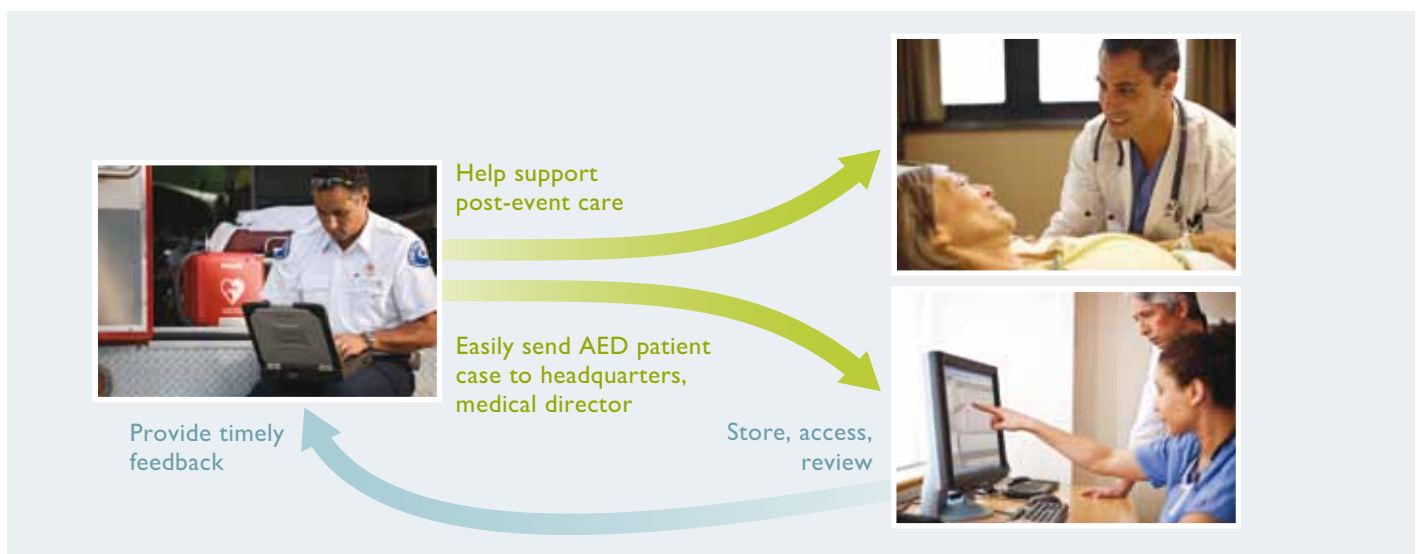 Help support
post-event care
Easily send AED patient
case to headquarters,
medical director
Provide timely
feedback
Store, access,
review
PHILIPS